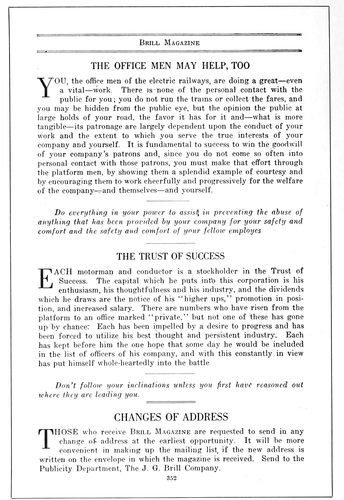 BRILL MAGAZINE
THE OFFICE MEN MAY HELP, TOO
YOU, the office men of the electric railways, are doing a great—even
a vital—work. There is none of the personal contact with the
public for you; you do not run the trains or collect the fares, and
you may be hidden from the public eye, but the opinion the public at
large holds of your road, the favor it has for it and—what is more
tangible—its patronage are largely dependent upon the conduct of your
work and the extent to which you serve the true interests of your
company and yourself. It is fundamental to success to win the goodwill
of your company's patrons and, since you do not come so often into
personal contact with those patrons, you must make that effort through
the platform men, by showing them a splendid example of courtesy and
by encouraging them to work cheerfully and progressively for the welfare
of the company—and themselves—and yourself.
Do everything in your power to assist in preventing the abuse of
anything that has been provided by your company for your safety and
comfort and the safety and comfort of your fellow employes
THE TRUST OF SUCCESS
EACH motorman and conductor is a stockholder in the Trust of
Success. The capital which he puts into this corporation is his
enthusiasm, his thoughtfulness and his industry, and the dividends
which he draws are the notice of his "higher ups," promotion in posi-
tion, and increased salary. There are numbers who have risen from the
platform to an office marked "private," but not one of these has gone
up by chance: Each has been impelled by a desire to progress and has
been forced to utilize his best thought and persistent industry. Each
has kept before him the one hope that some day he would be included
in the list of officers of his company, and with this constantly in view
has put himself whole-heartedly into the battle
Don't follow your inclinations unless you first have reasoned out
where they are leading you.
CHANGES OF ADDRESS
THOSE who receive BRILL MAGAZINE are requested to send in any
change of address at the earliest opportunity. It will be more
convenient in making up the mailing list, if the new address is
written on the envelope in which the magazine is received. Send to the
Publicity Department, The J. G. Brill Company.
352